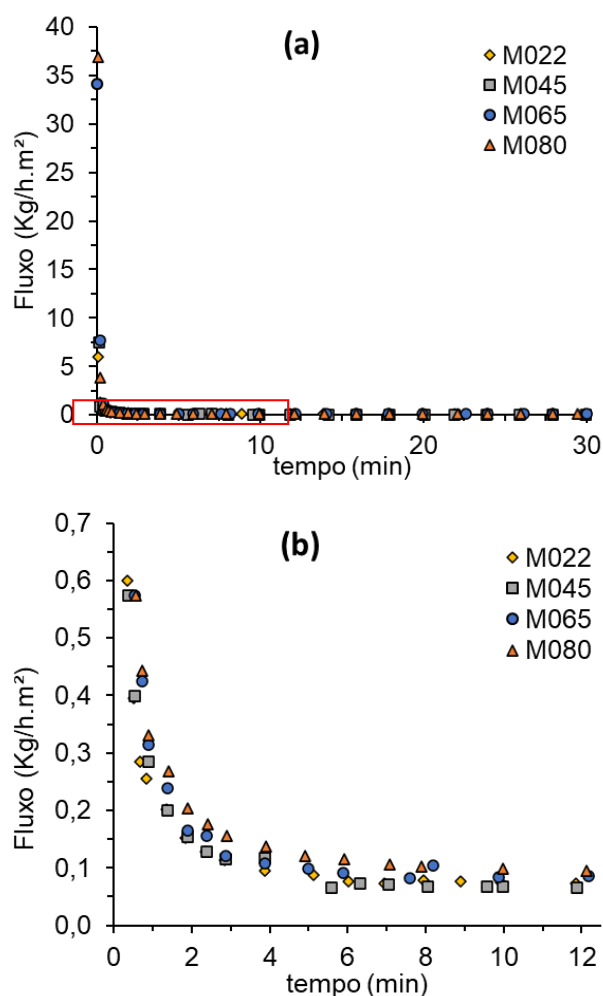 (a)
M022
M045
M065
M080
Fluxo (Kg/h.m²)
40
35
30
25
20
15
10
5
0
0 10 20 30
tempo (min)
(b)
M022
M045
M065
M080
Fluxo (Kg/h.m²)
0,7
0,6
0,5
0,4
0,3
0,2
0,1
0,0
0 2 4 6 8 10 12
tempo (min)